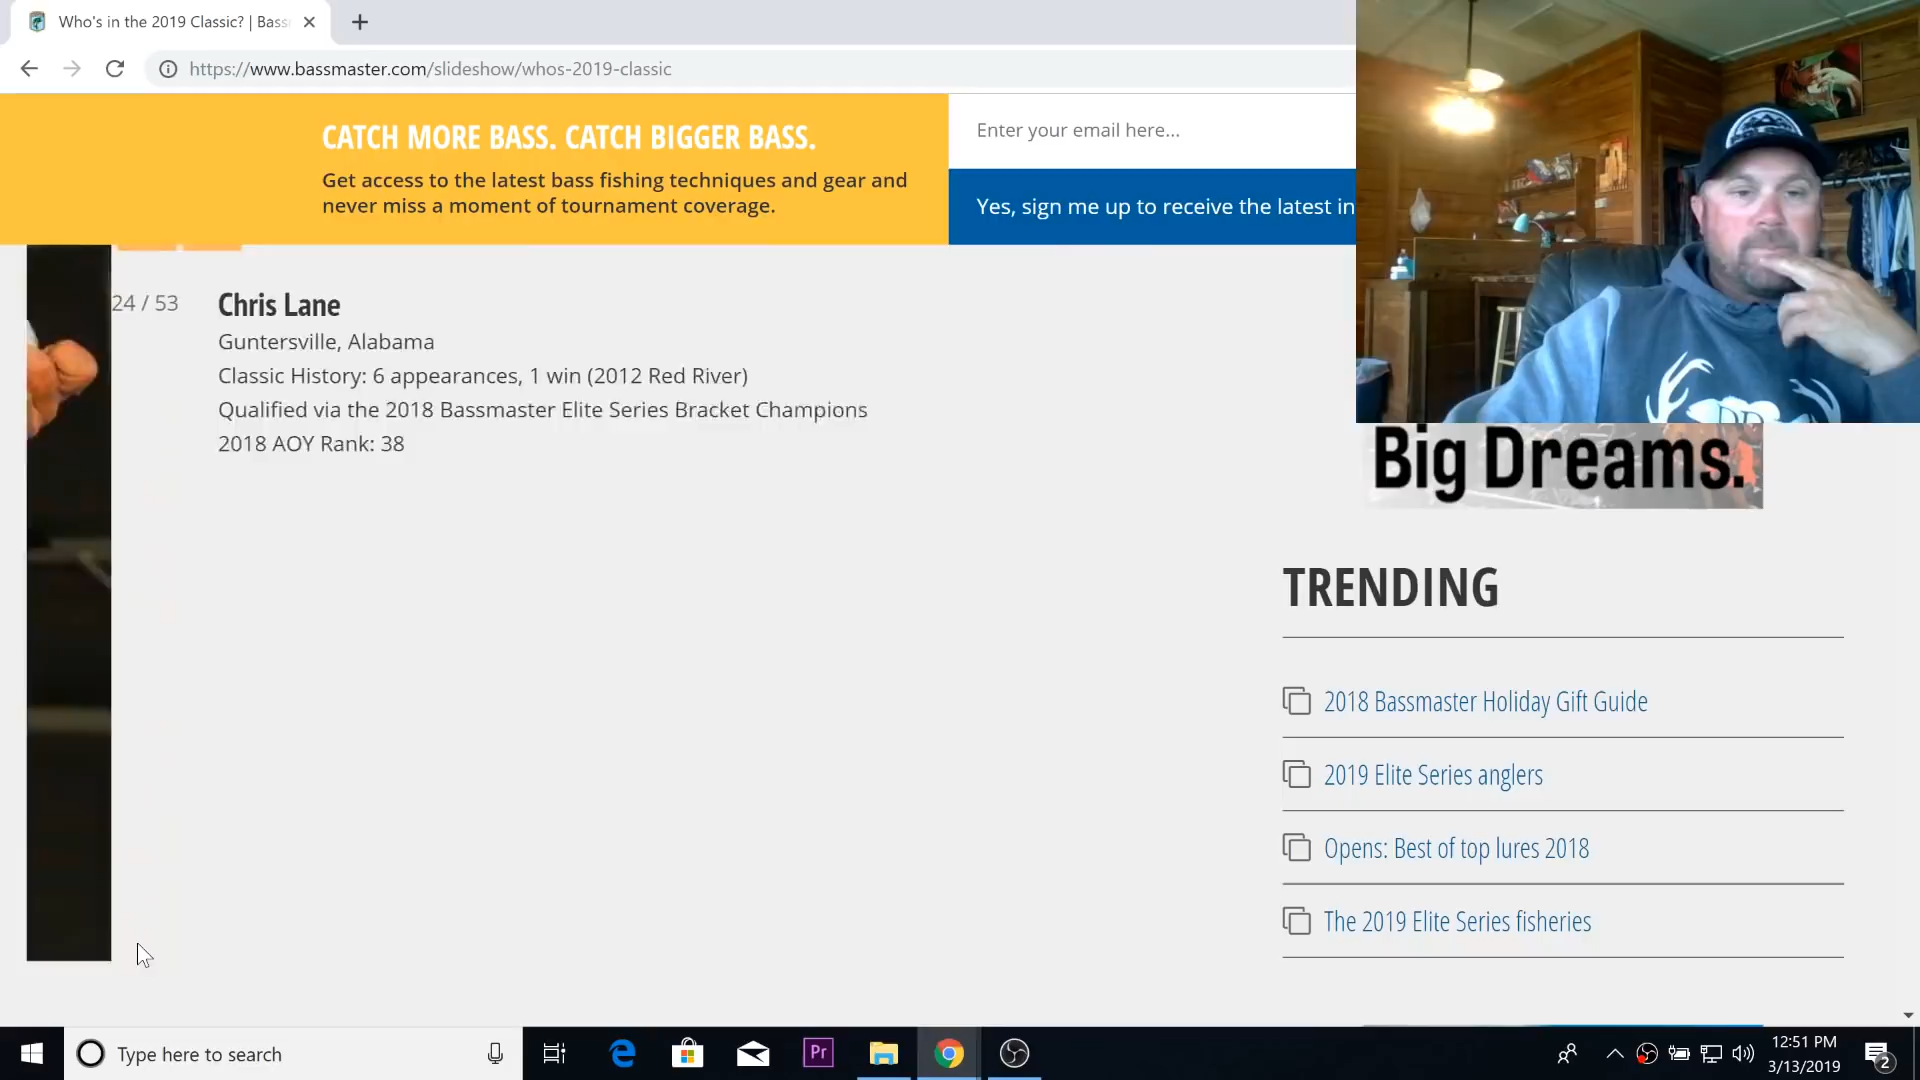 Who's in the 2019 Classic? | Bass
https://www.bassmaster.com/slideshow/whos-2019-classic
CATCH MORE BASS. CATCH BIGGER BASS.
Get access to the latest bass fishing techniques and gear and
never miss a moment of tournament coverage.
Enter your email here...
Yes, sign me up to receive the latest in
24 / 53
Chris Lane
Guntersville, Alabama
Classic History: 6 appearances, 1 win (2012 Red River)
Qualified via the 2018 Bassmaster Elite Series Bracket Champions
2018 AOY Rank: 38
Big Dreams.
TRENDING
2018 Bassmaster Holiday Gift Guide
2019 Elite Series anglers
Opens: Best of top lures 2018
The 2019 Elite Series fisheries
Type here to search
Pr
12:51 PM
3/13/2019
2